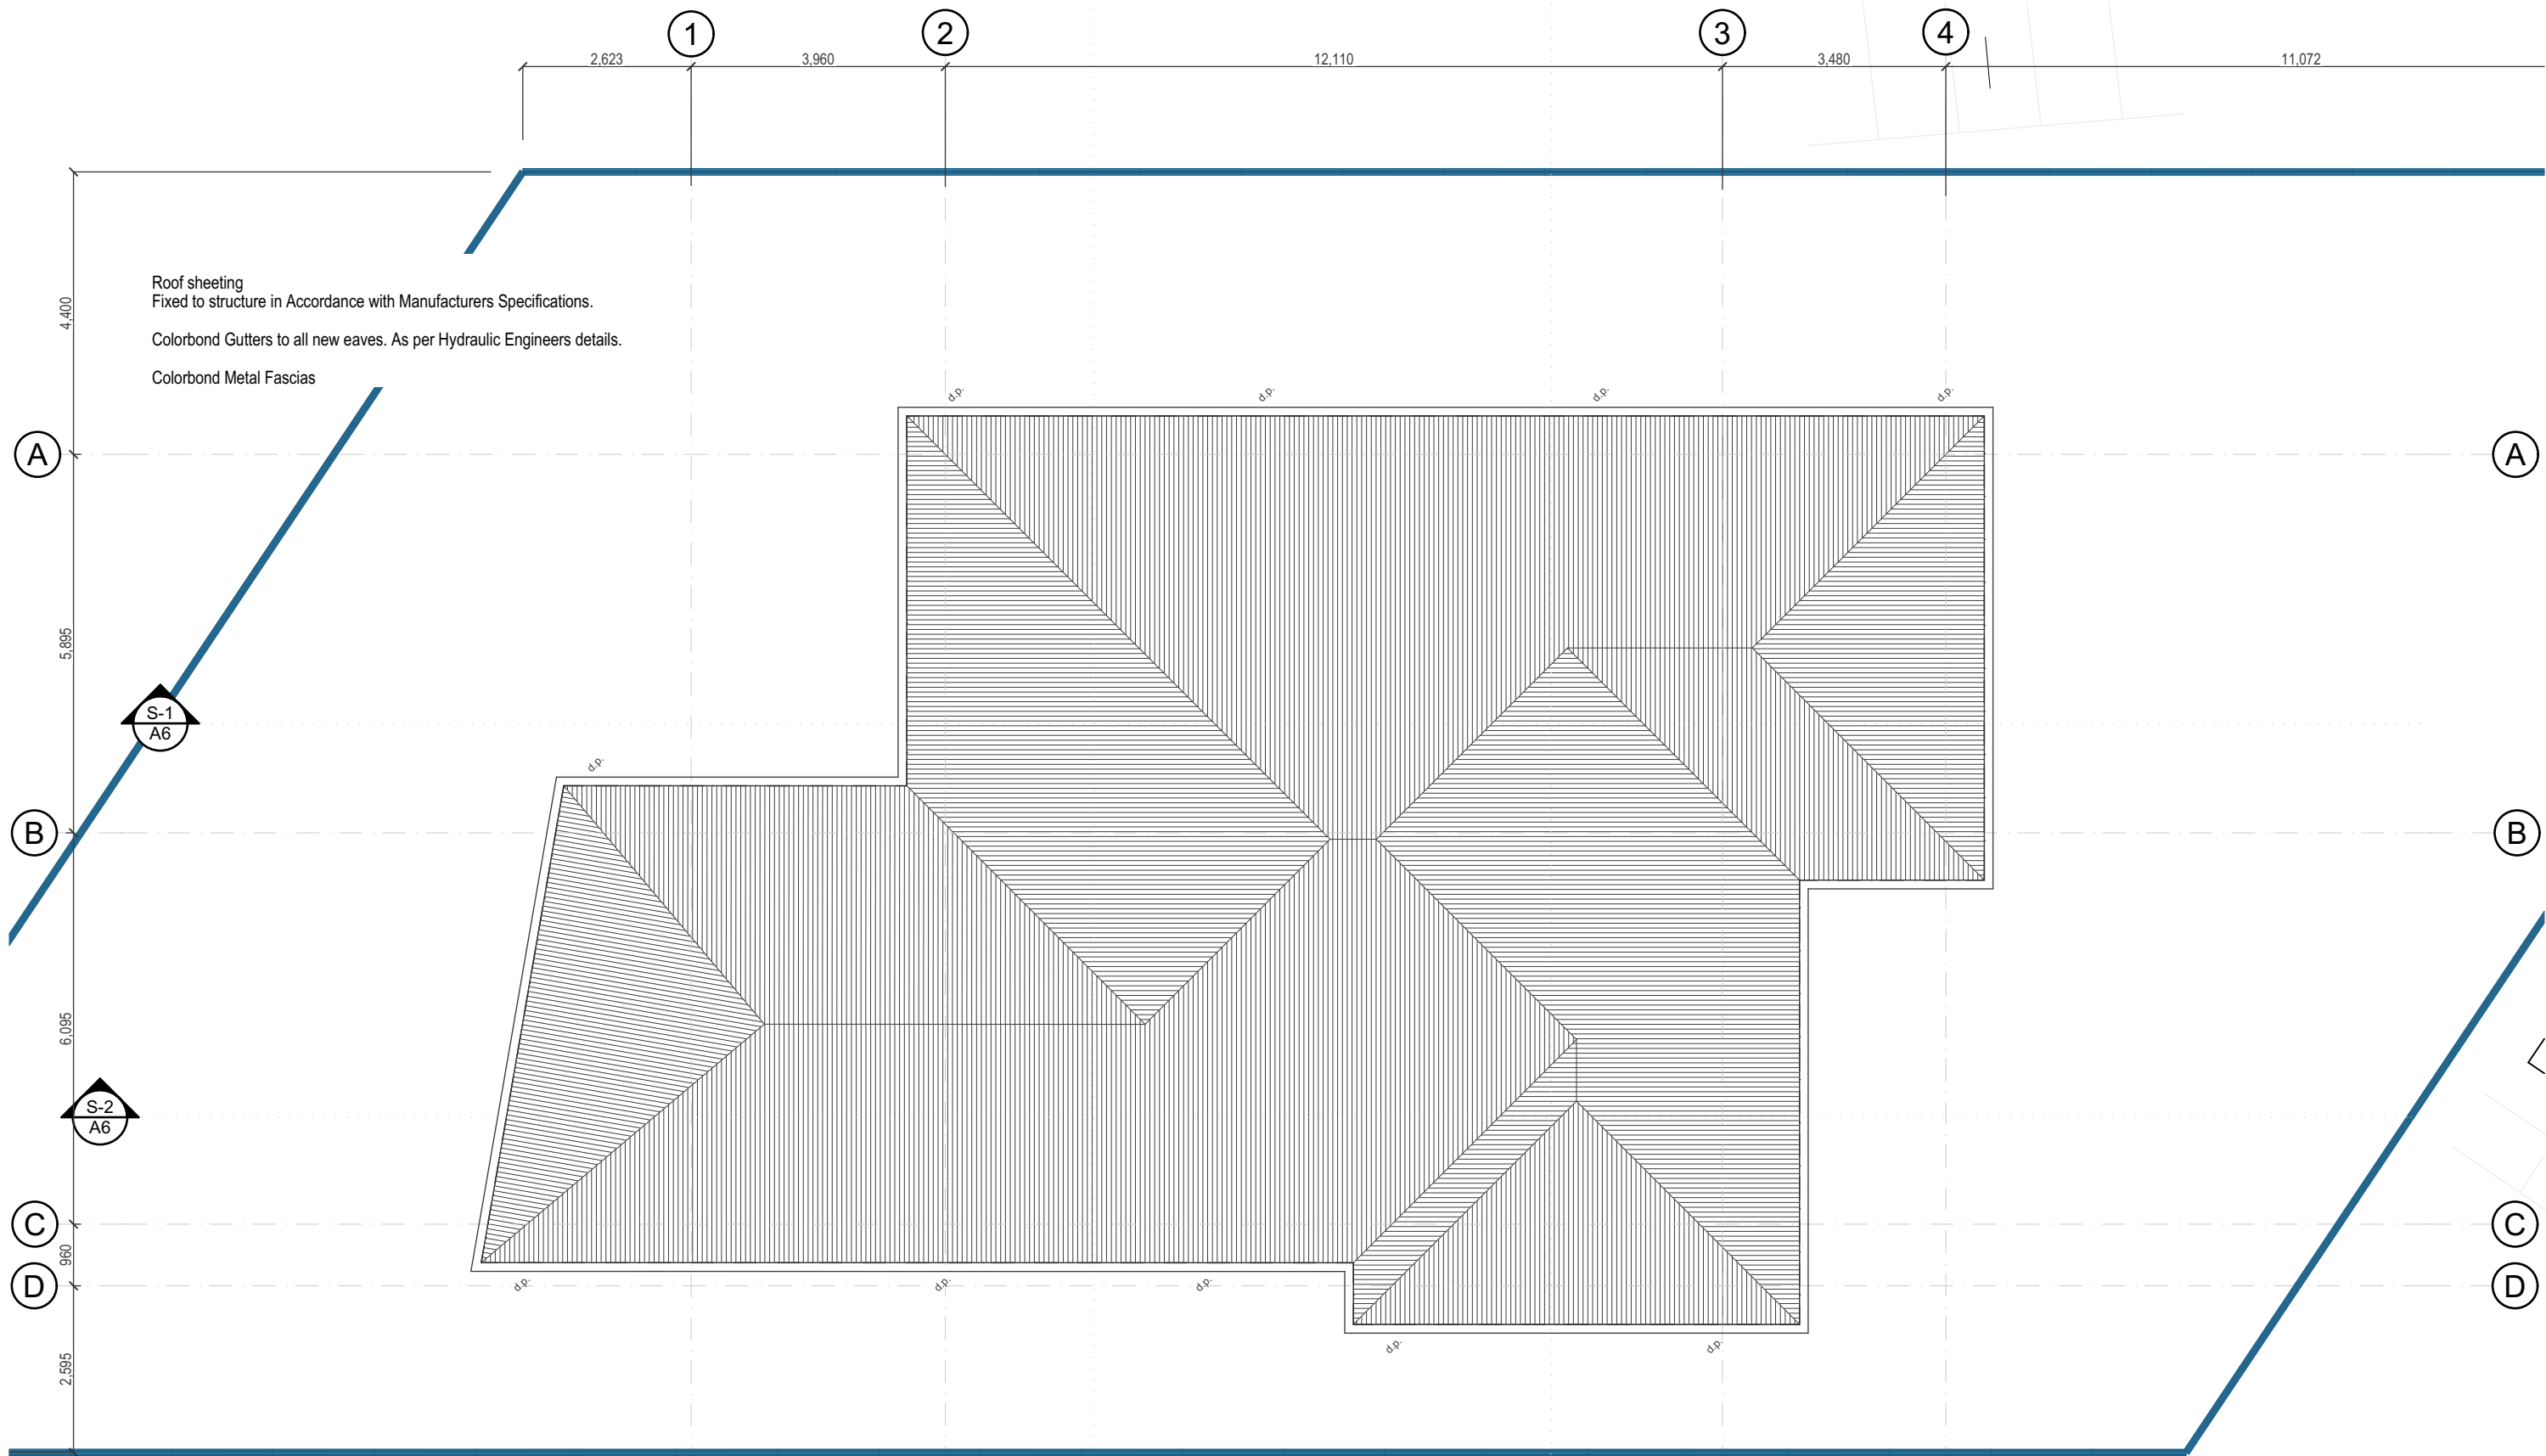 1
2
3
4
2,623
3,960
12,110
3,480
11,072
Roof sheeting
Fixed to structure in Accordance with Manufacturers Specifications.
Colorbond Gutters to all new eaves. As per Hydraulic Engineers details.
Colorbond Metal Fascias
4,400
d.p.
d.p.
d.p.
d.p.
A
A
5,895
S-1
A6
d.p.
B
B
6,095
S-2
A6
C
C
960
D
D
d.p.
d.p.
d.p.
d.p.
d.p.
2,595